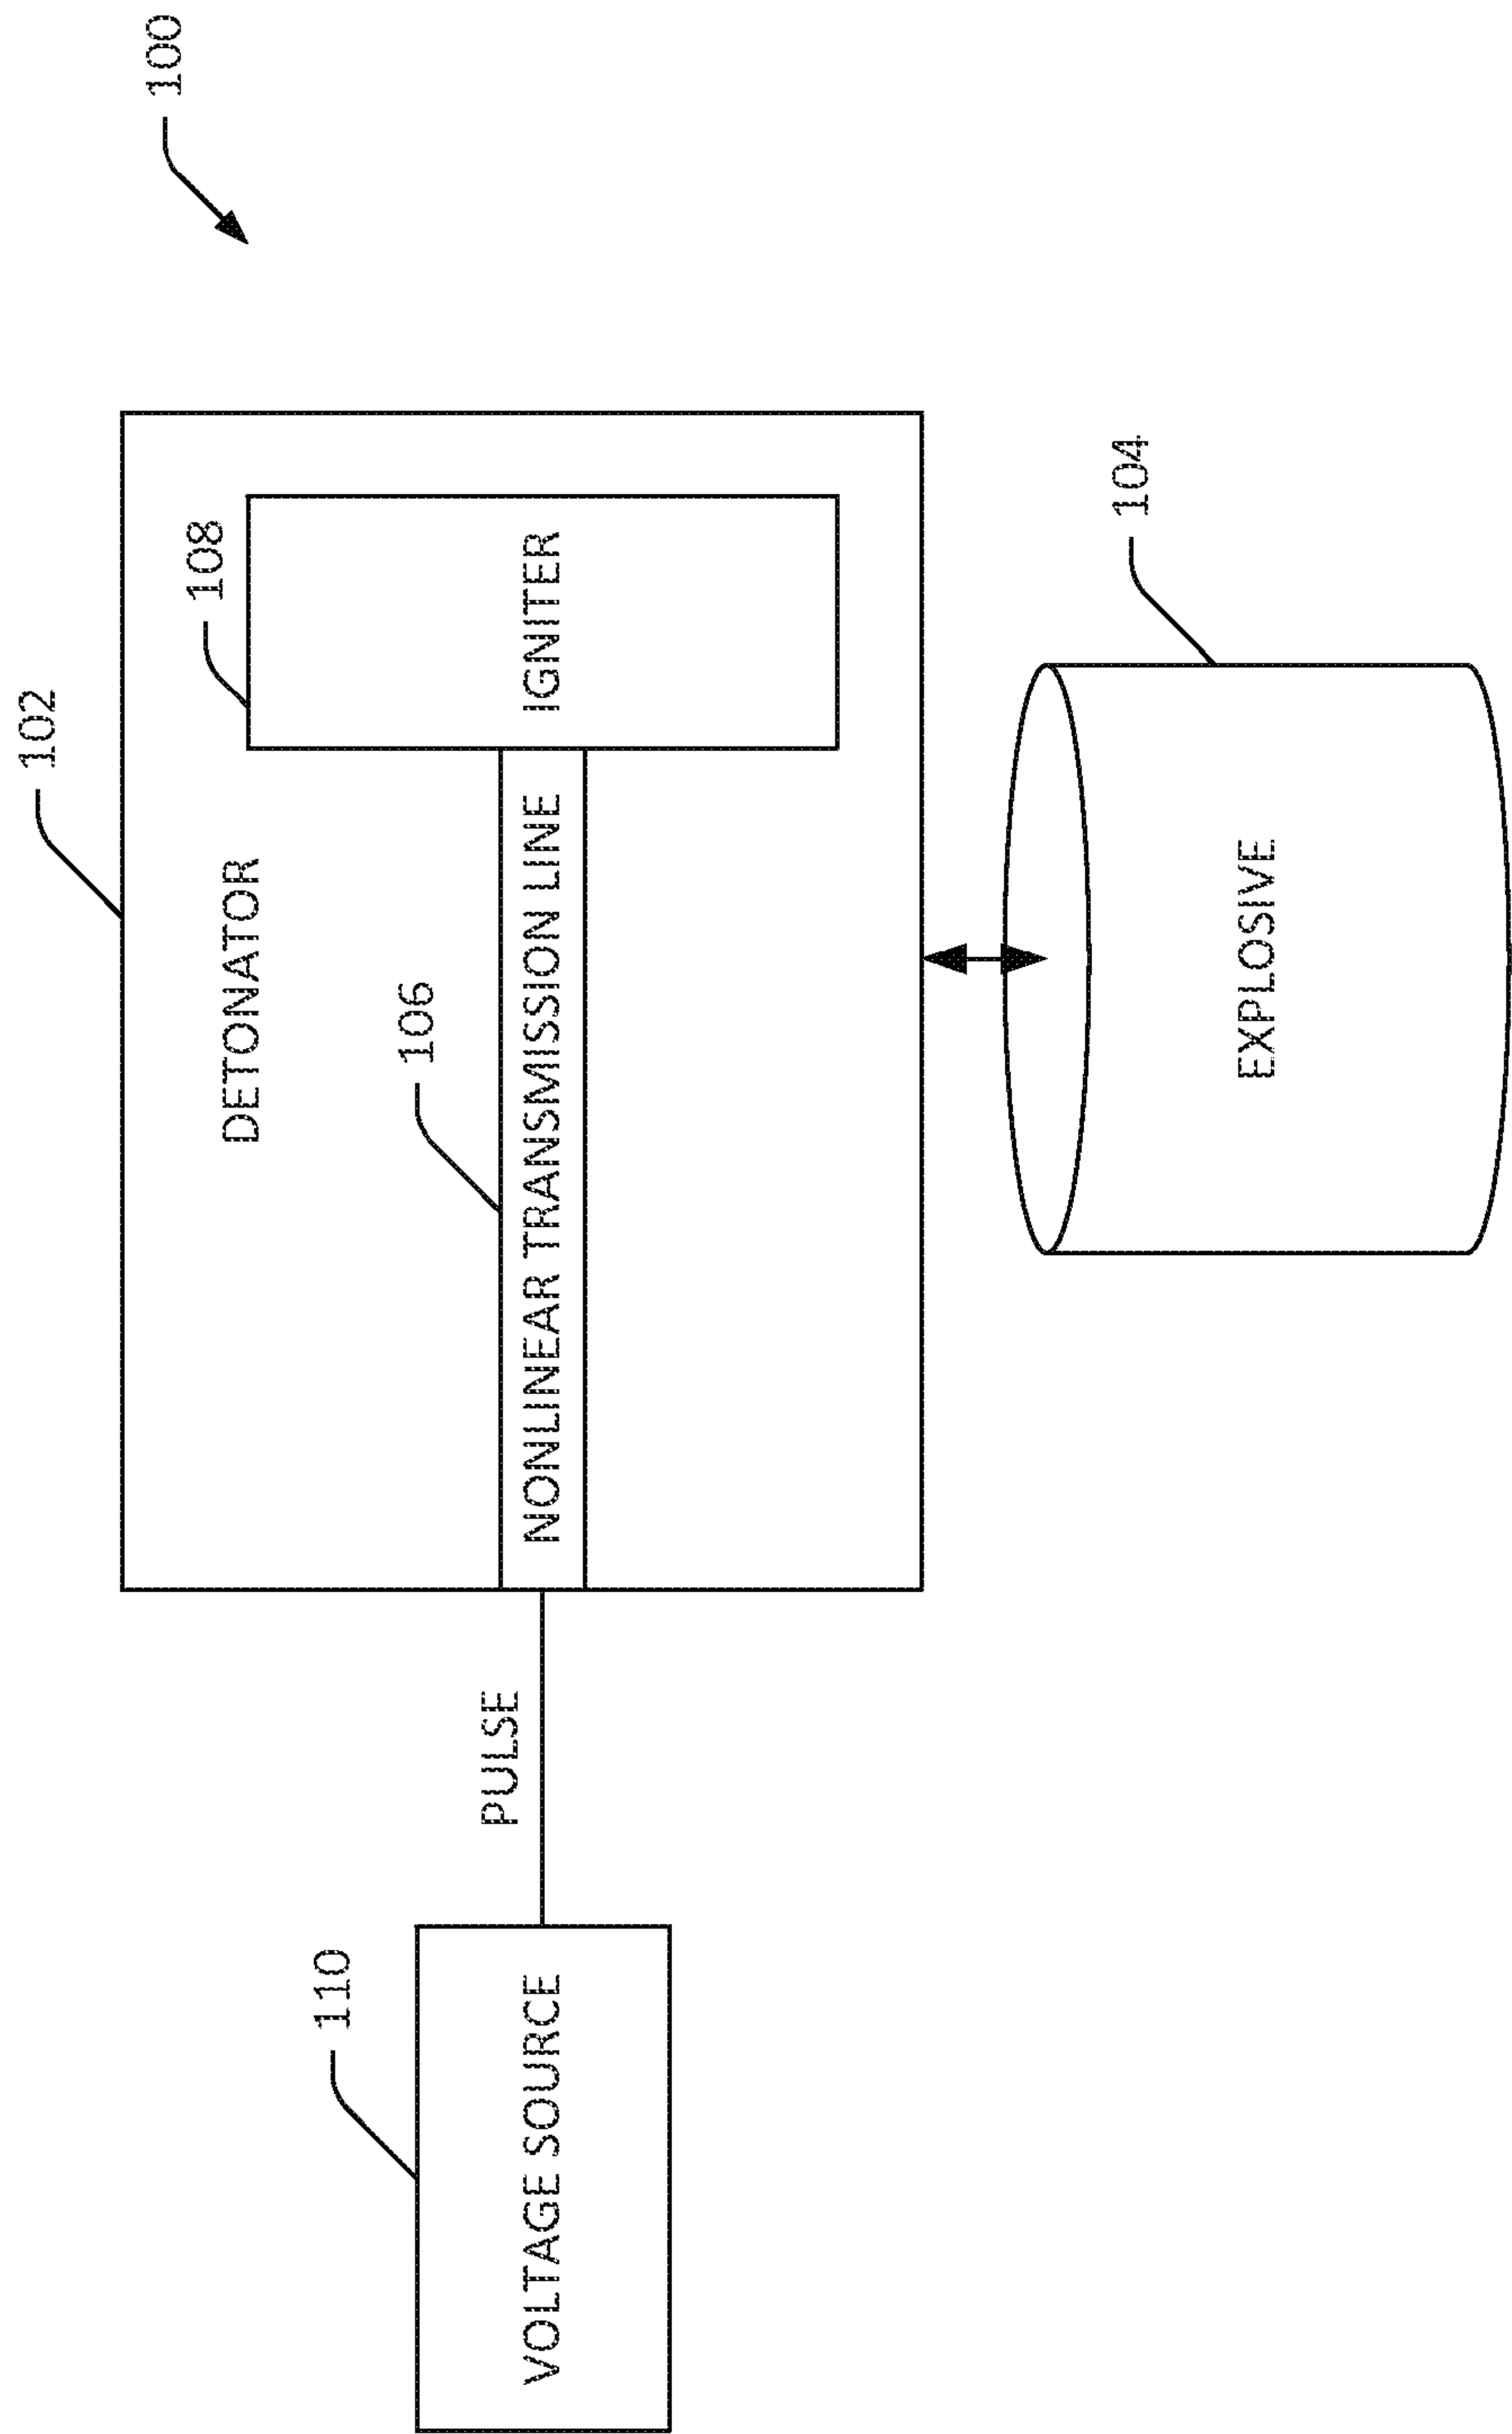 100
102
DETONATOR
108
IGNITER
106
NONLINEAR TRANSMISSION LINE
110
VOLTAGE SOURCE
PULSE
104
EXPLOSIVE